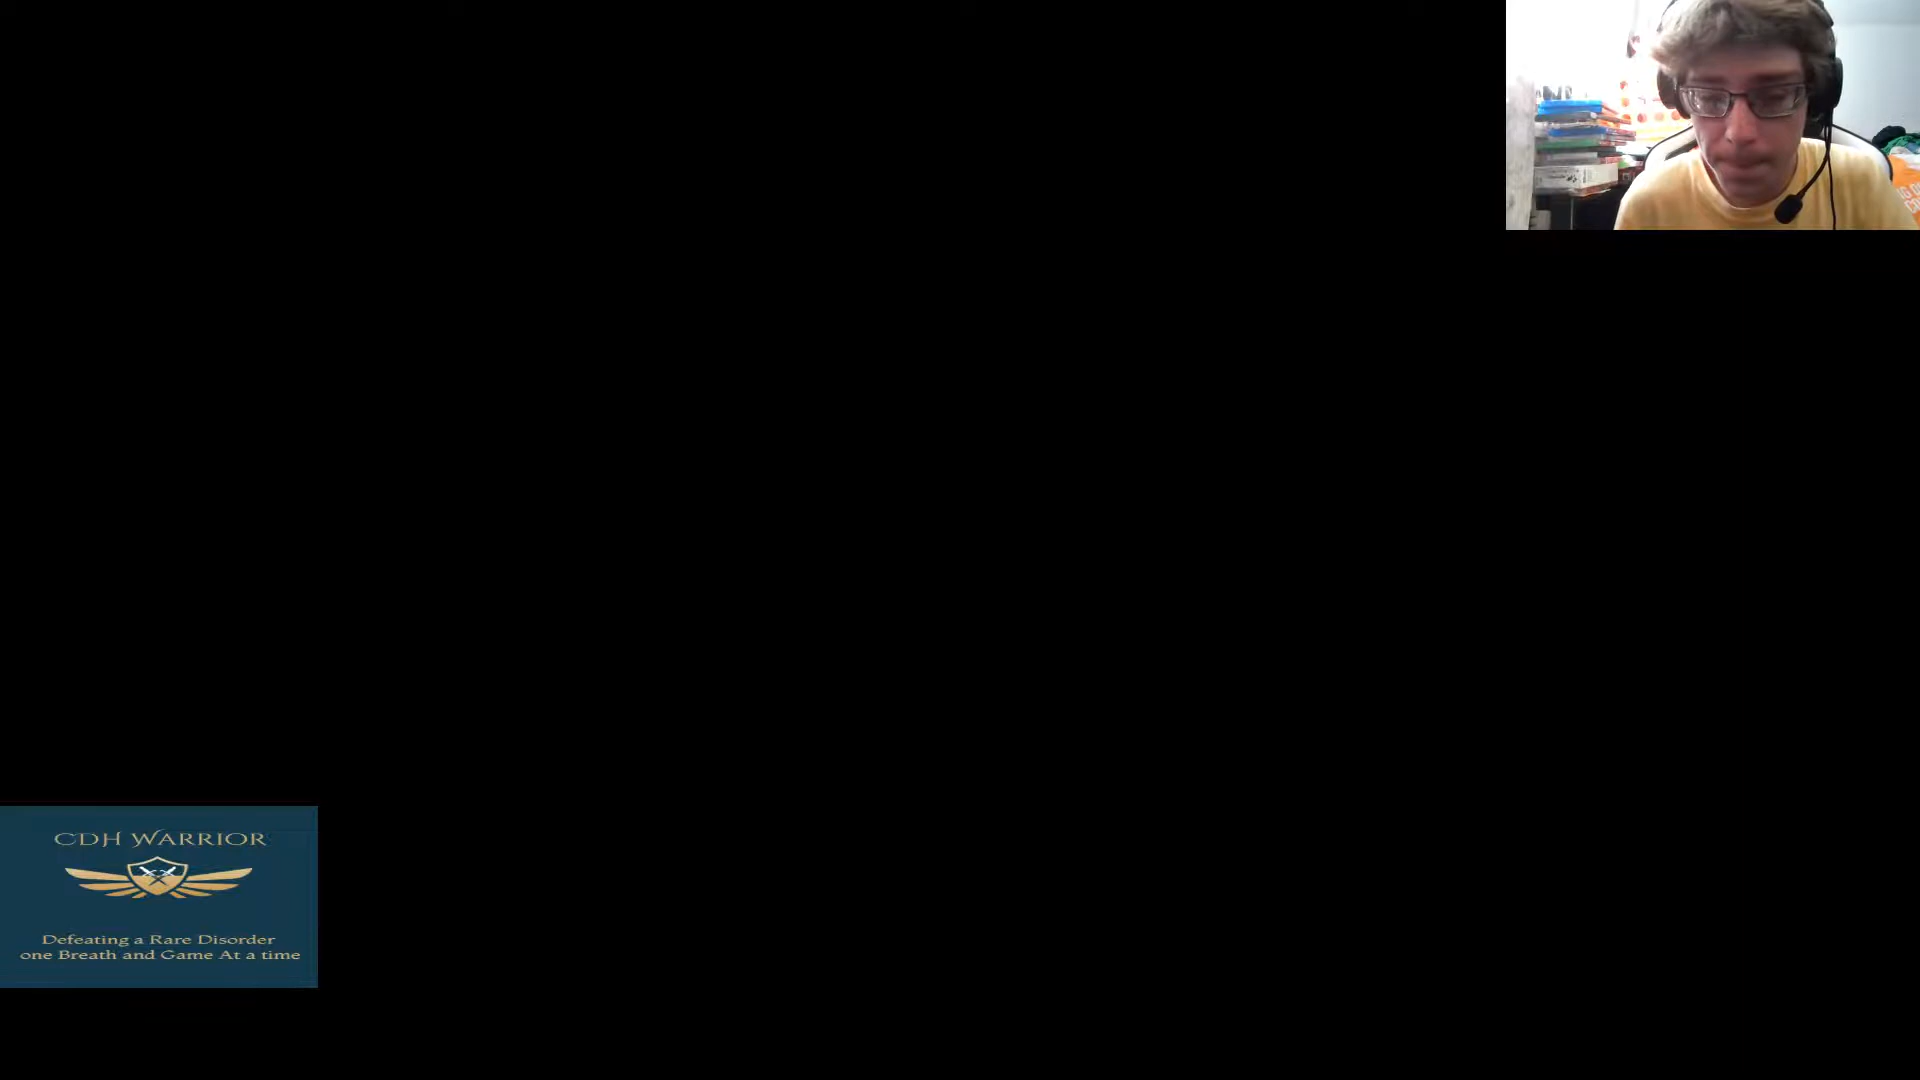 CDH WARRIOR
Defeating a Rare Disorder
one Breath and Game At a time